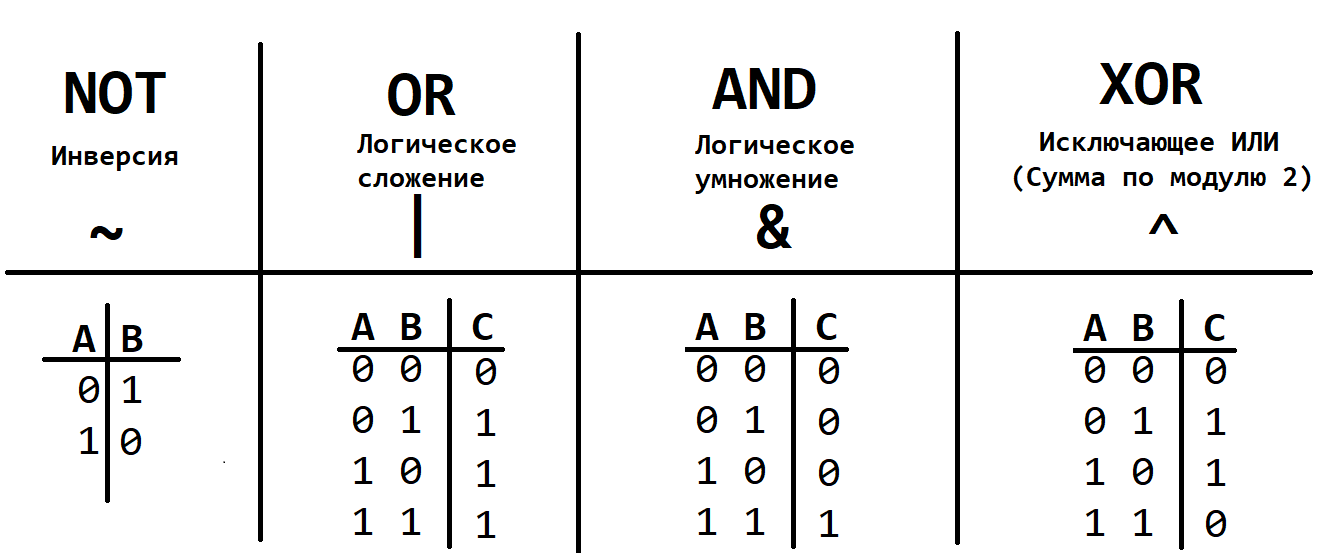 NOT
Инверсия
~
OR
Логическое
сложение
|
AND
Логическое
умножение
&
XOR
Исключающее ИЛИ
(Сумма по модулю 2)
^
A B
0 1
1 0
A B C
0 0 0
0 1 1
1 0 1
1 1 1
A B C
0 0 0
0 1 0
1 0 0
1 1 1
A B C
0 0 0
0 1 1
1 0 1
1 1 0